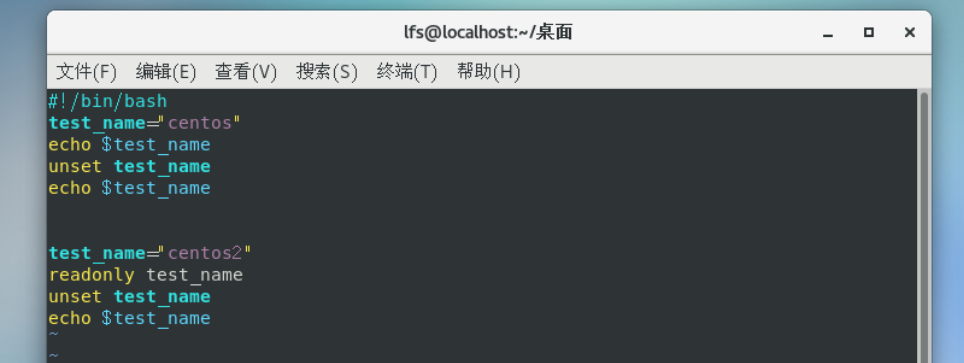 lfs@localhost:~/桌面
文件(F) 编辑(E) 查看(V) 搜索(S) 终端(T) 帮助(H)
#!/bin/bash
test_name="centos"
echo $test_name
unset test_name
echo $test_name
test_name="centos2"
readonly test_name
unset test_name
echo $test_name
~
~